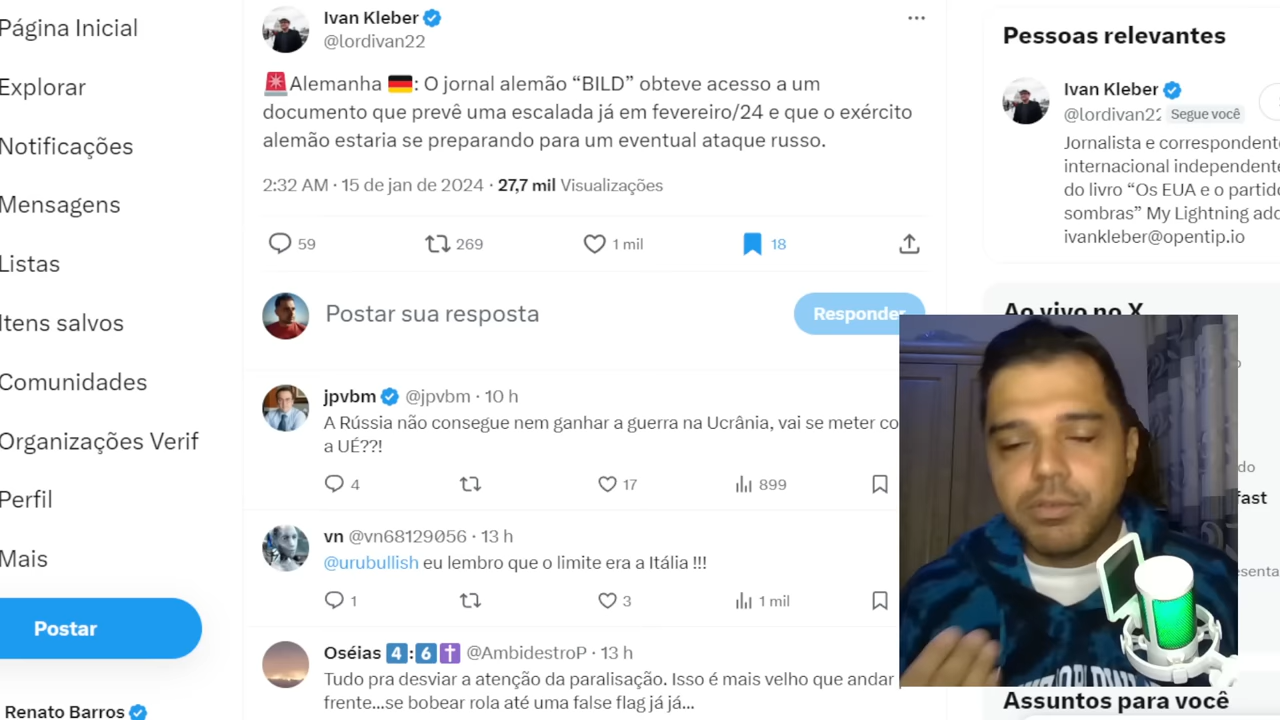 Página Inicial
Explorar
Notificações
Mensagens
Listas
Itens salvos
Comunidades
Organizações Verif
Perfil
Mais
Postar
Renato Barros
Ivan Kleber
@lordivan22
Alemanha : O jornal alemão “BILD” obteve acesso a um
documento que prevê uma escalada já em fevereiro/24 e que o exército
alemão estaria se preparando para um eventual ataque russo.
2:32 AM · 15 de jan de 2024 · 27,7 mil Visualizações
59 269 1 mil 18
Postar sua resposta
Responder
jpvbm @jpvbm · 10 h
A Rússia não consegue nem ganhar a guerra na Ucrânia, vai se meter co
a UÉ??!
4 17 899
vn @vn68129056 · 13 h
@urubullish eu lembro que o limite era a Itália !!!
1 3 1 mil
Oséias 4:6✝ @AmbidestroP · 13 h
Tudo pra desviar a atenção da paralisação. Isso é mais velho que andar
frente...se bobear rola até uma false flag já já...
Pessoas relevantes
Ivan Kleber
@lordivan22 Segue você
Jornalista e correspondente
internacional independente
do livro “Os EUA e o partido
sombras” My Lightning add
ivankleber@opentip.io
Ao vivo no X
do
fast
esenta
Assuntos para você